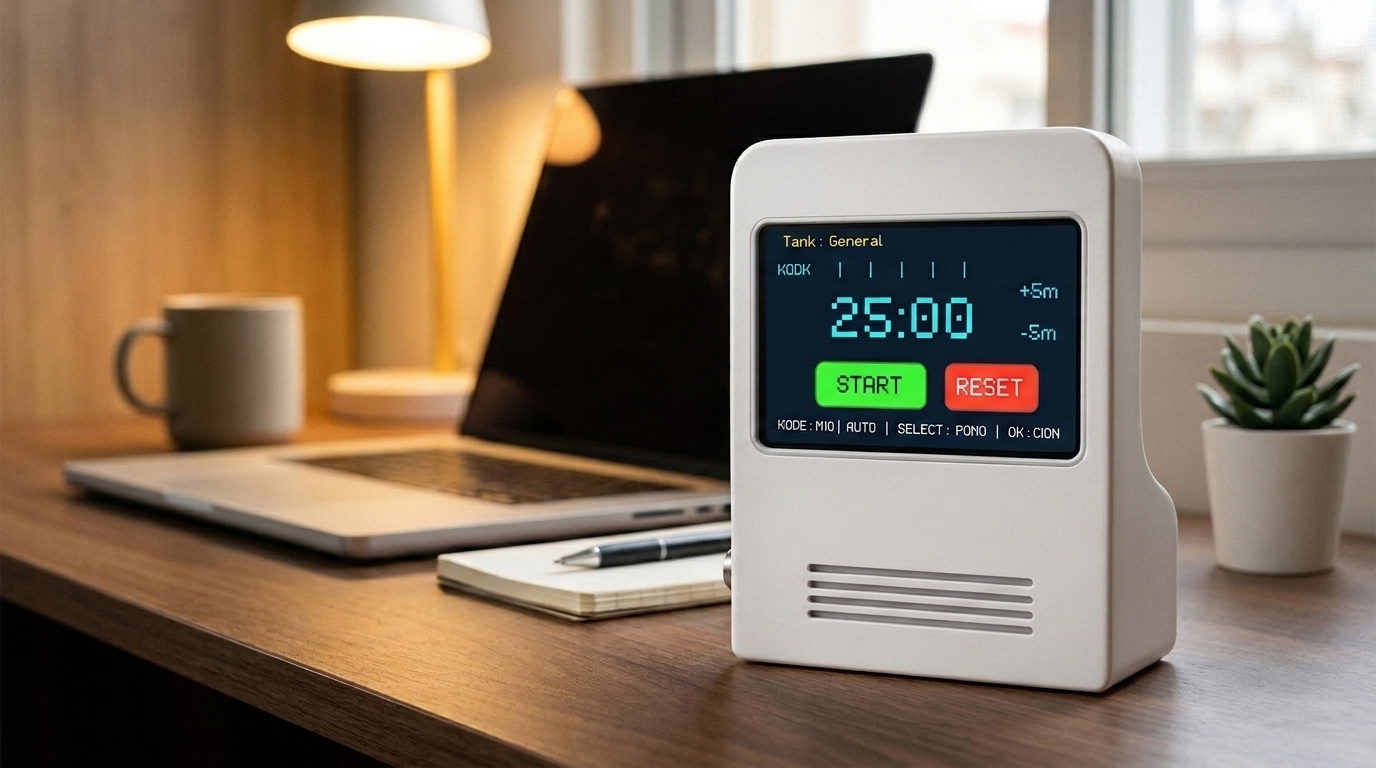 Tank: General
KODK | | | | |
+5m
25:00
-5m
START RESET
KODE: MIO | AUTO | SELECT: PONO | OK: CION